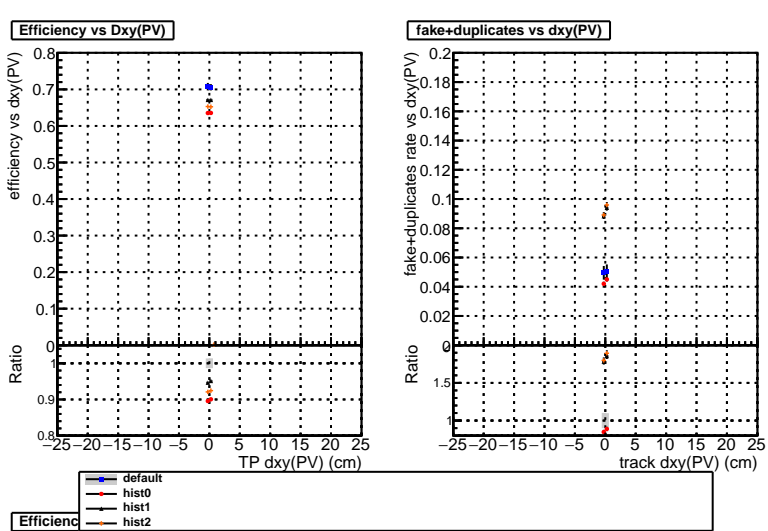 Efficiency vs Dxy(PV)
efficiency vs dxy(PV)
0.8
0.7
0.6
0.5
0.4
0.3
0.2
0.1
0
Ratio
1
0.9
0.8
−25 −20 −15 −10 −5 0 5 10 15 20 25
TP dxy(PV) (cm)
fake+duplicates vs dxy(PV)
fake+duplicates rate vs dxy(PV)
0.2
0.18
0.16
0.14
0.12
0.1
0.08
0.06
0.04
0.02
Ratio
1.5
1
−25 −20 −15 −10 −5 0 5 10 15 20 25
track dxy(PV) (cm)
default
hist0
hist1
hist2
Efficienc